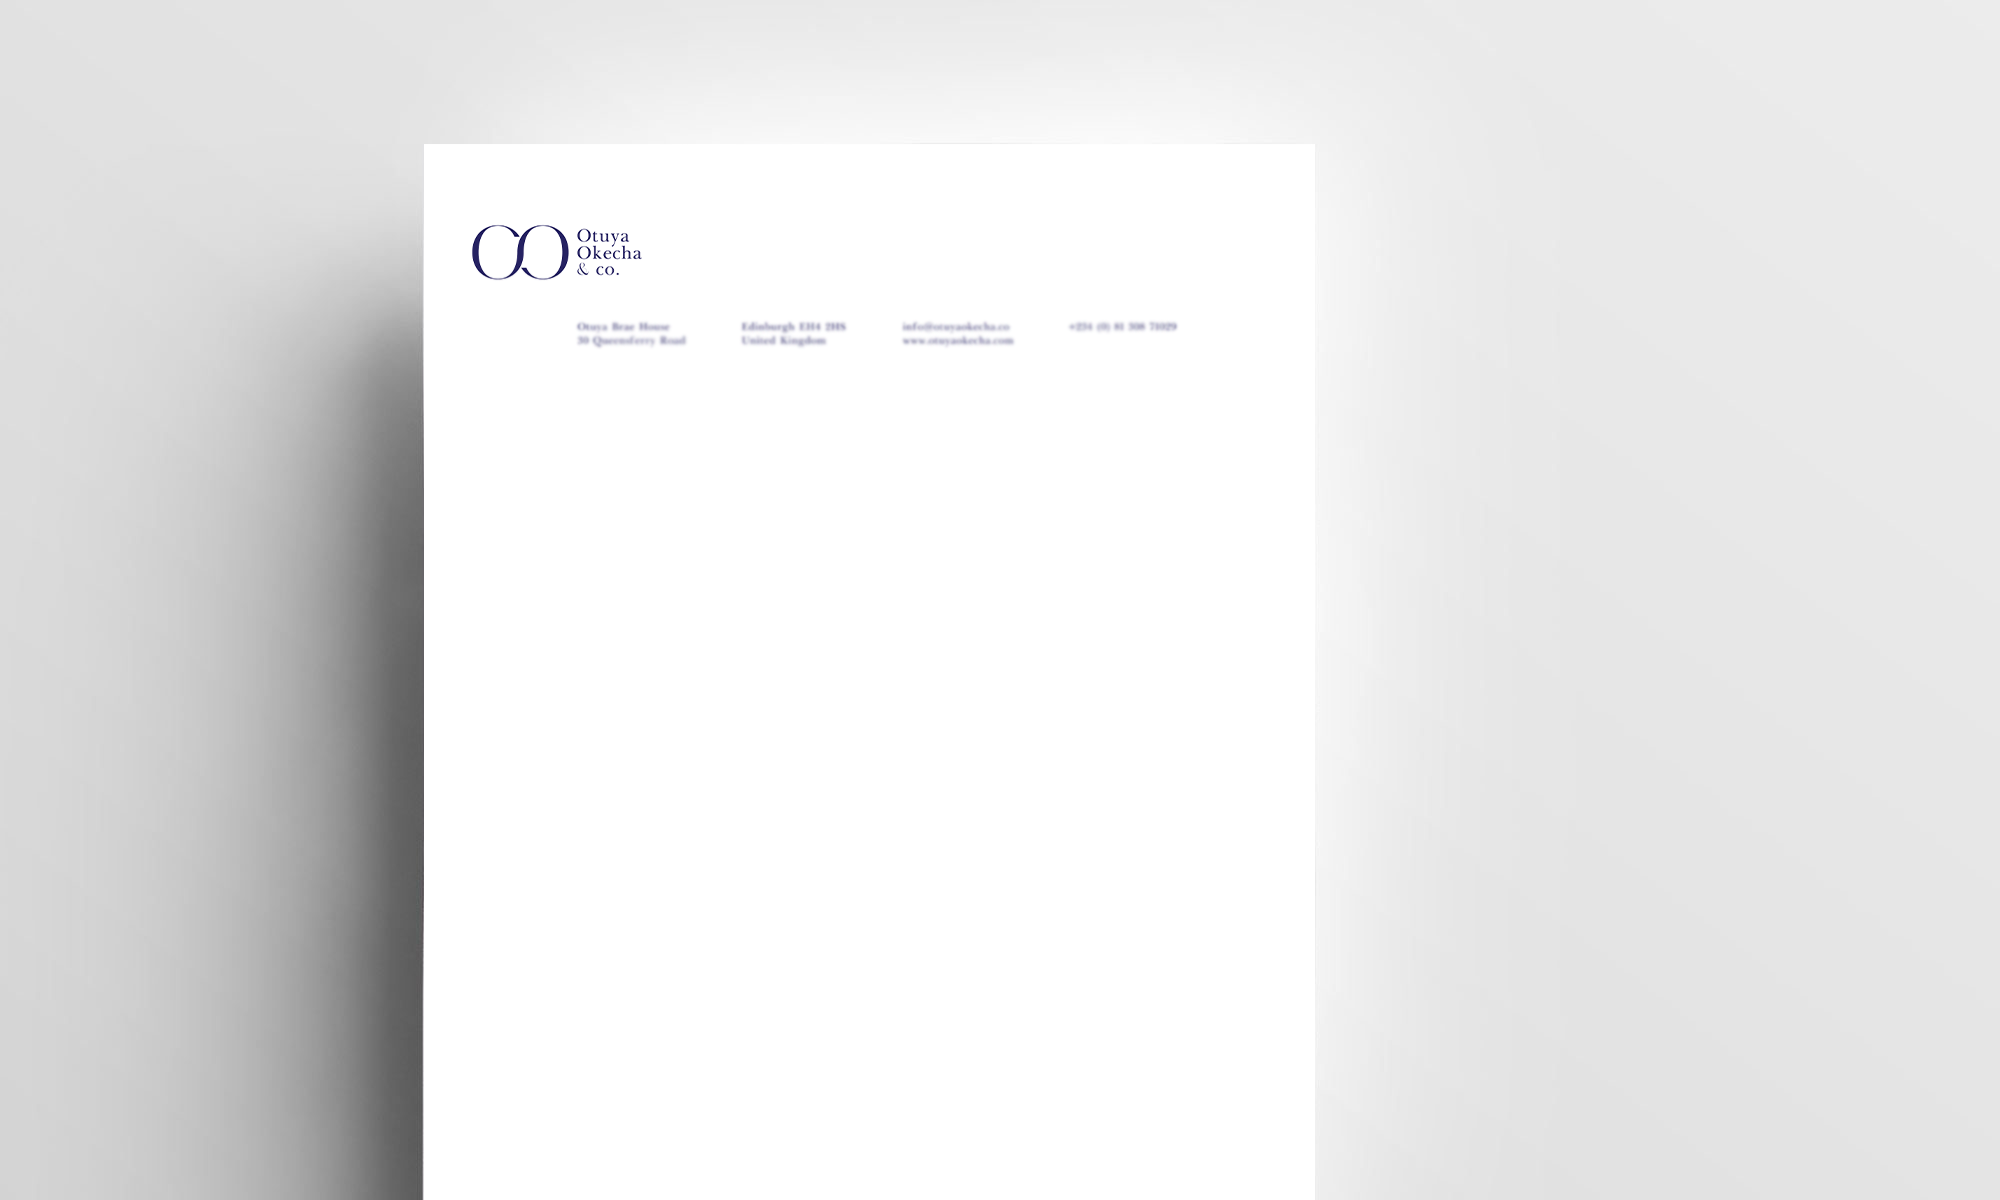 Otuya
Okecha
& co.
Otuya Brae House
30 Queensferry Road
Edinburgh EH4 2HS
United Kingdom
info@otuyaokecha.co
www.otuyaokecha.com
+234 (0) 81 308 71029